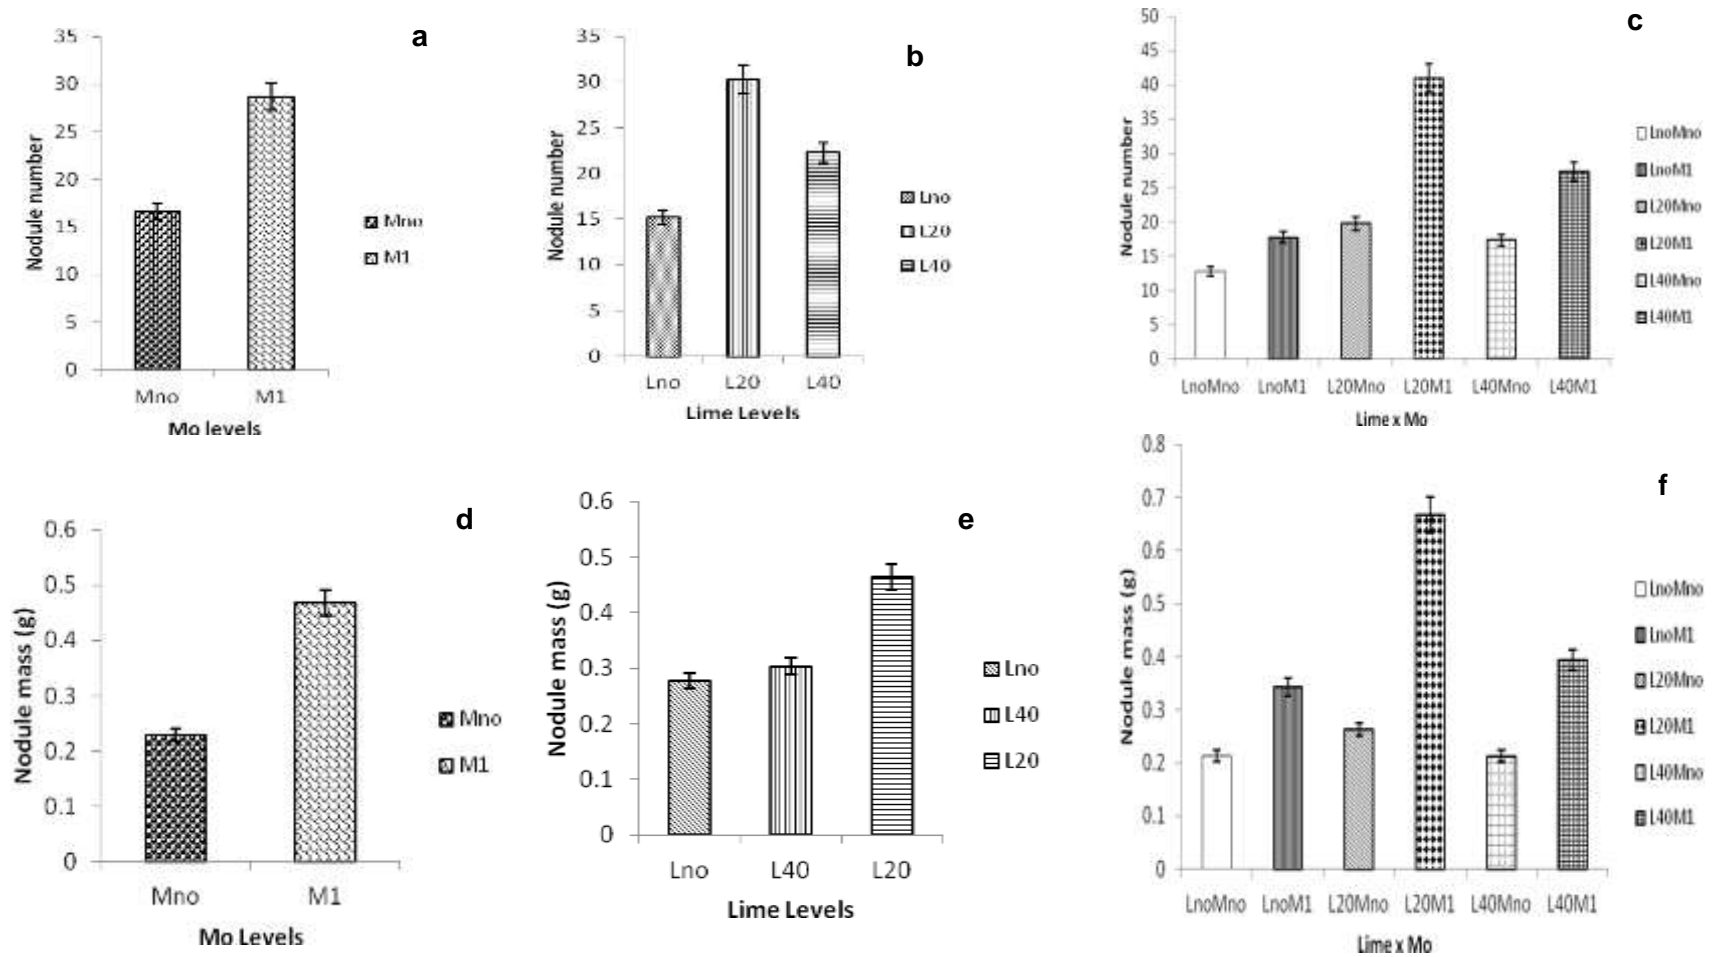 a
35
30
25
20
15
10
5
0
Nodule number
Mno
M1
Mo levels
Mno
M1
b
35
30
25
20
15
10
5
0
Nodule number
Lno
L20
L40
Lime Levels
Lno
L20
L40
c
50
45
40
35
30
25
20
15
10
5
0
Nodule number
LnoMno
LnoM1
L20Mno
L20M1
L40Mno
L40M1
Lime x Mo
LnoMno
LnoM1
L20Mno
L20M1
L40Mno
L40M1
d
0.6
0.5
0.4
0.3
0.2
0.1
0
Nodule mass (g)
Mno
M1
Mo Levels
Mno
M1
e
0.6
0.5
0.4
0.3
0.2
0.1
0
Nodule mass (g)
Lno
L40
L20
Lime Levels
Lno
L40
L20
f
0.8
0.7
0.6
0.5
0.4
0.3
0.2
0.1
0
Nodule mass (g)
LnoMno
LnoM1
L20Mno
L20M1
L40Mno
L40M1
Lime x Mo
LnoMno
LnoM1
L20Mno
L20M1
L40Mno
L40M1